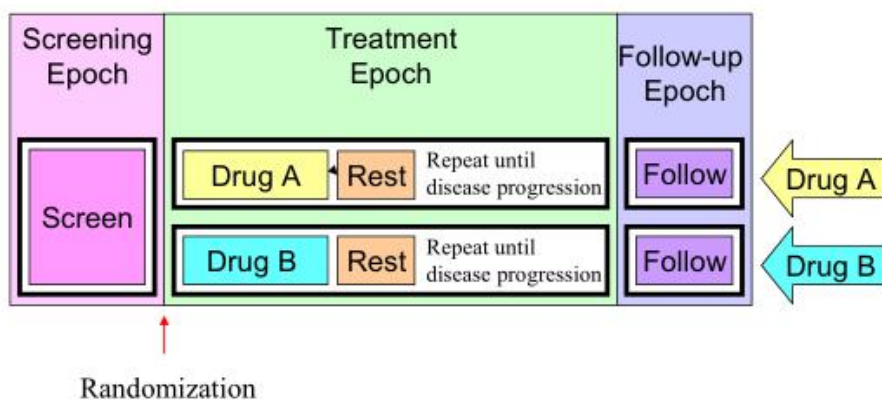 Screening
Epoch
Treatment
Epoch
Follow-up
Epoch
Screen
Drug A
Rest
Repeat until
disease progression
Follow
Drug A
Drug B
Rest
Repeat until
disease progression
Follow
Drug B
Randomization